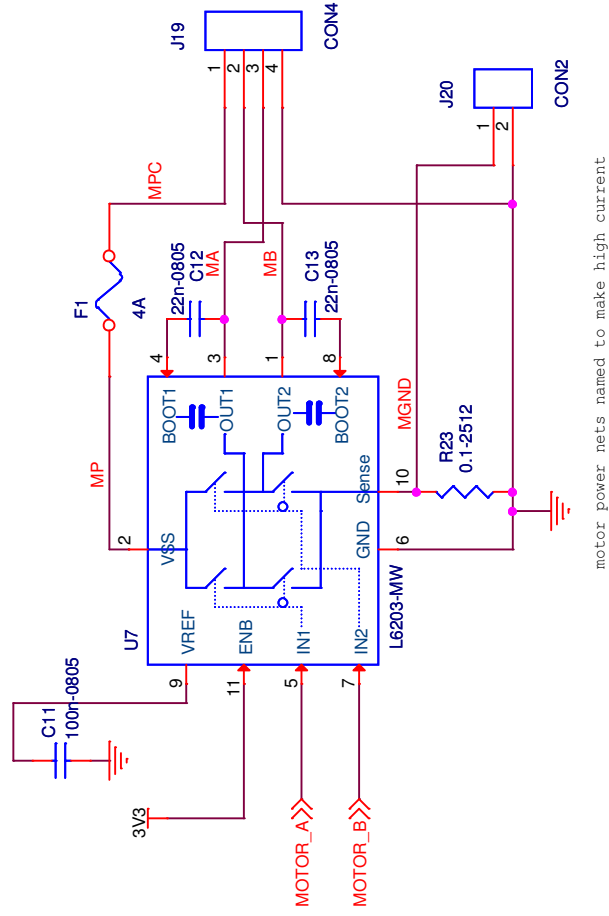 J19
CON4
1
2
3
4
J20
CON2
1
2
MPC
F1
4A
22n-0805
C12
MA
MB
C13
22n-0805
MP
4
3
1
8
BOOT1
OUT1
OUT2
BOOT2
MGND
R23
0.1-2512
2
VSS
Sense
10
GND
6
U7
VREF
ENB
IN1
IN2
L6203-MW
9
11
5
7
C11
100n-0805
3V3
MOTOR_A
MOTOR_B
motor power nets named to make high current